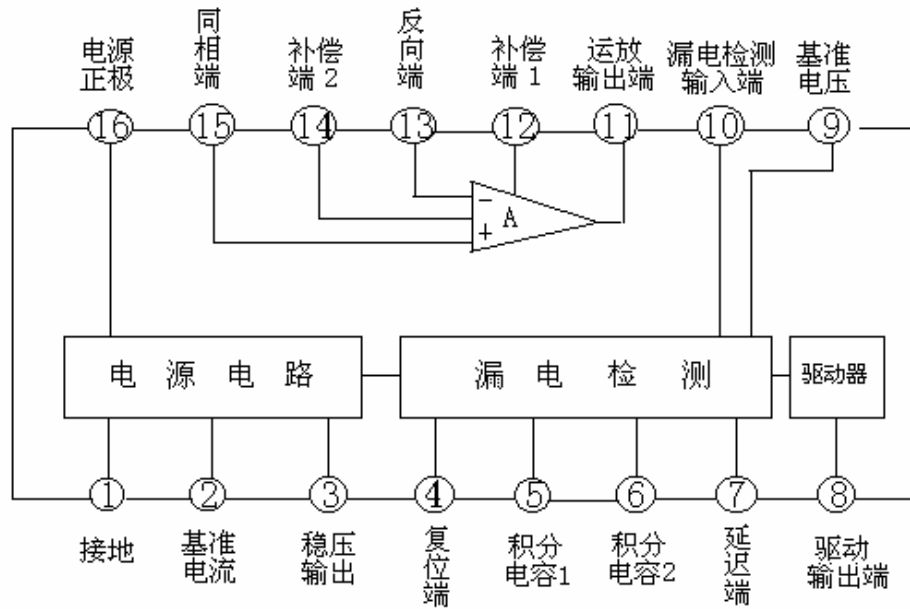 电源
正极
同
相
端
补偿
端2
反
向
端
补偿
端1
运放
输出端
漏电检测
输入端
基准
电压
16
15
14
13
12
11
10
9
−
A
+
电源电路
漏电检测
驱动器
1
2
3
4
5
6
7
8
接地
基准
电流
稳压
输出
复
位
端
积分
电容1
积分
电容2
延
迟
端
驱动
输出端